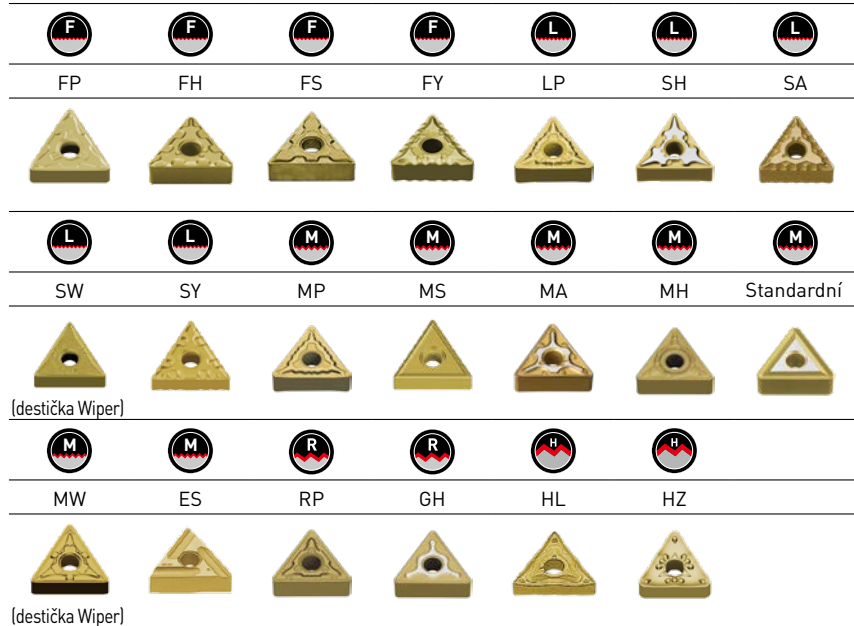 F F F F L L L
FP FH FS FY LP SH SA
L L M M M M M
SW SY MP MS MA MH Standardní
(destička Wiper)
M M R R H H
MW ES RP GH HL HZ
(destička Wiper)